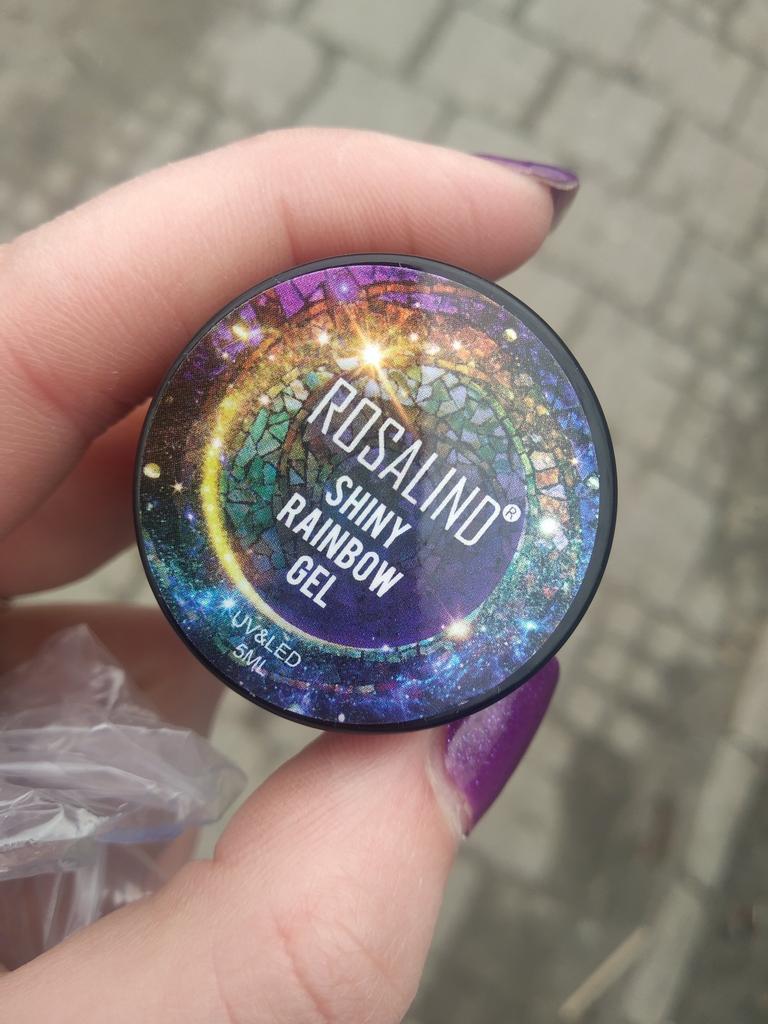 ROSALIND®
SHINY
RAINBOW
GEL
UV&LED
5ML